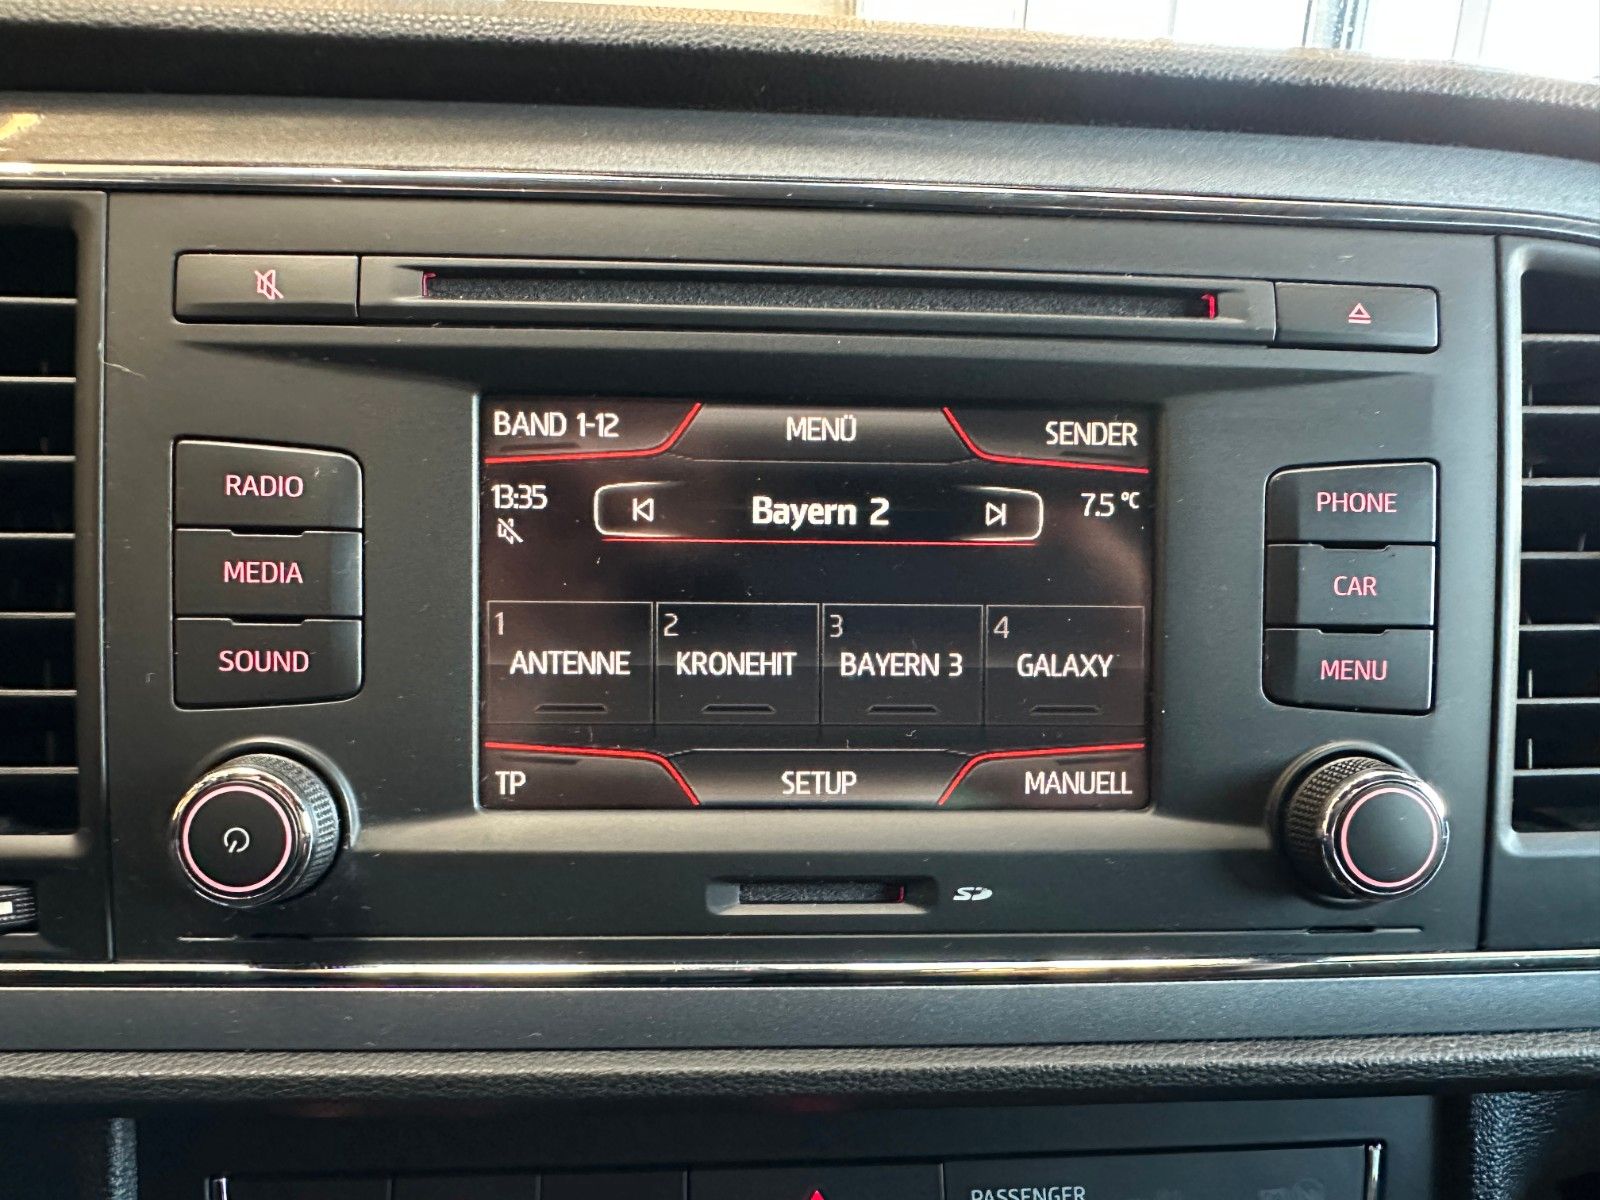 BAND 1-12 MENÜ SENDER
13:35 Bayern 2 7.5 °C
RADIO
MEDIA
SOUND
1 2 3 4
ANTENNE KRONEHIT BAYERN 3 GALAXY
TP SETUP MANUELL
PHONE
CAR
MENU
SD
PASSENGER